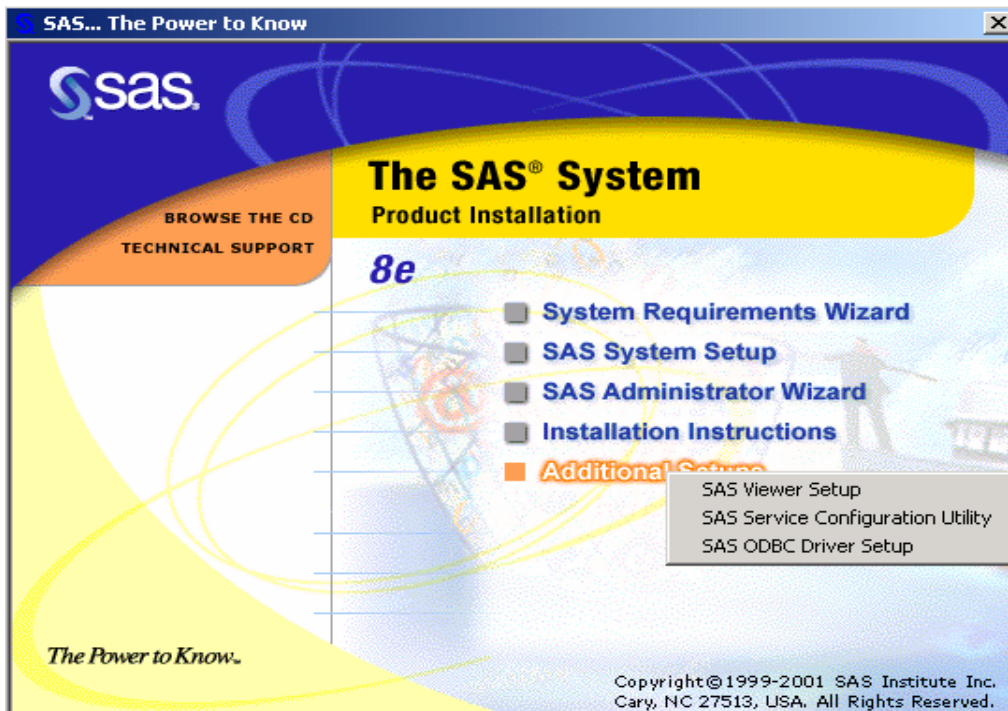 SAS... The Power to Know
sas.
The SAS® System
Product Installation
BROWSE THE CD
TECHNICAL SUPPORT
8e
System Requirements Wizard
SAS System Setup
SAS Administrator Wizard
Installation Instructions
Additional Setups
SAS Viewer Setup
SAS Service Configuration Utility
SAS ODBC Driver Setup
The Power to Know.
Copyright©1999-2001 SAS Institute Inc.
Cary, NC 27513, USA. All Rights Reserved.